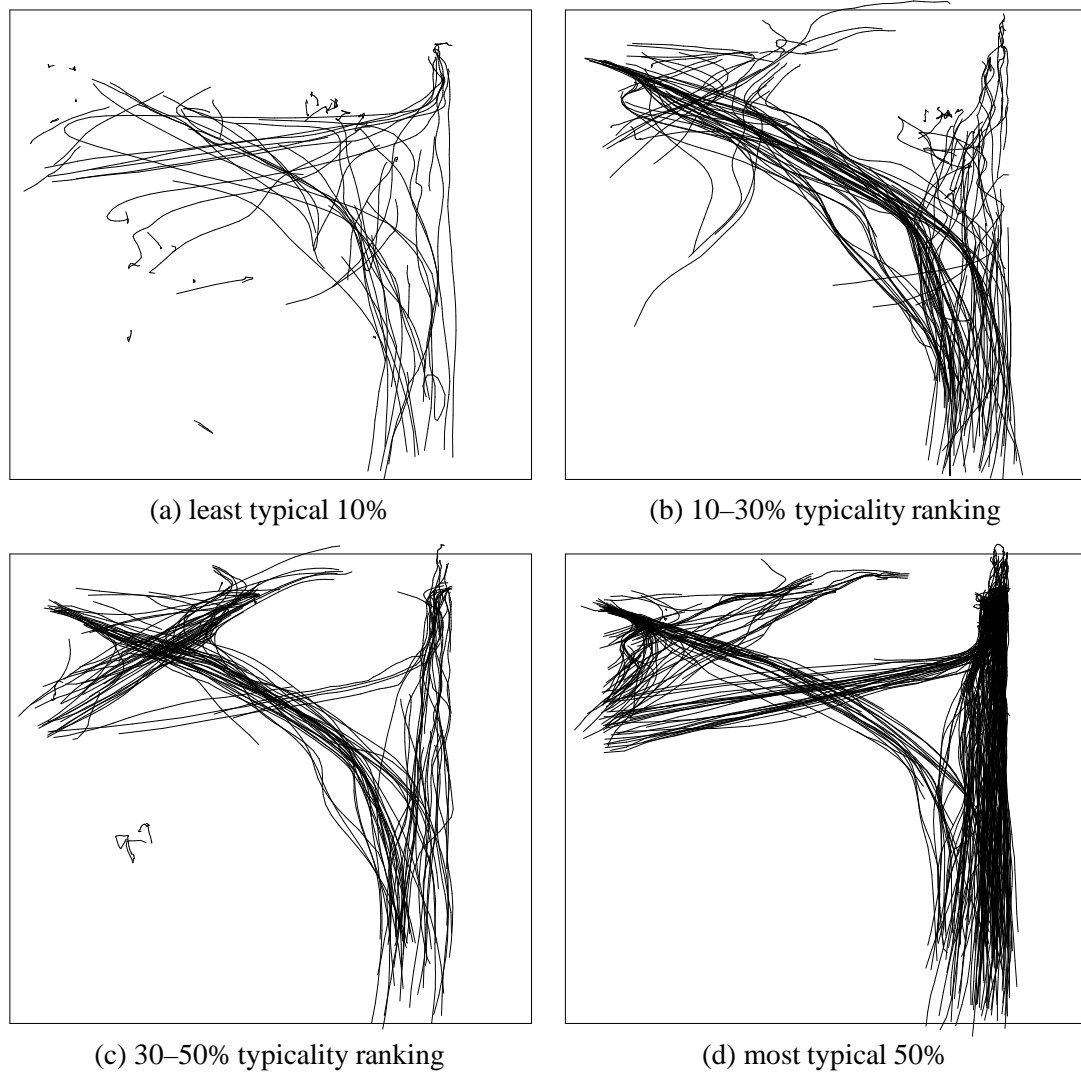 (a) least typical 10%
(b) 10–30% typicality ranking
(c) 30–50% typicality ranking
(d) most typical 50%